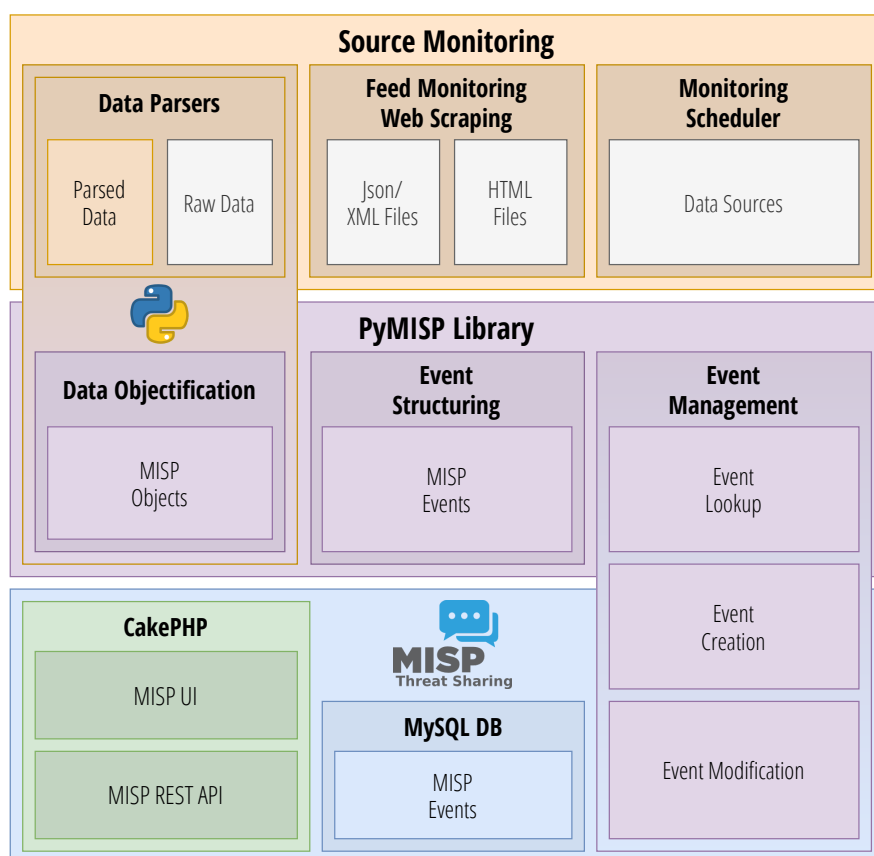 Source Monitoring
Data Parsers
Parsed
Data
Raw Data
Feed Monitoring
Web Scraping
Json/
XML Files
HTML
Files
Monitoring
Scheduler
Data Sources
PyMISP Library
Data Objectification
MISP
Objects
Event
Structuring
MISP
Events
Event
Management
Event
Lookup
Event
Creation
Event Modification
CakePHP
MISP UI
MISP REST API
MISP
Threat Sharing
MySQL DB
MISP
Events